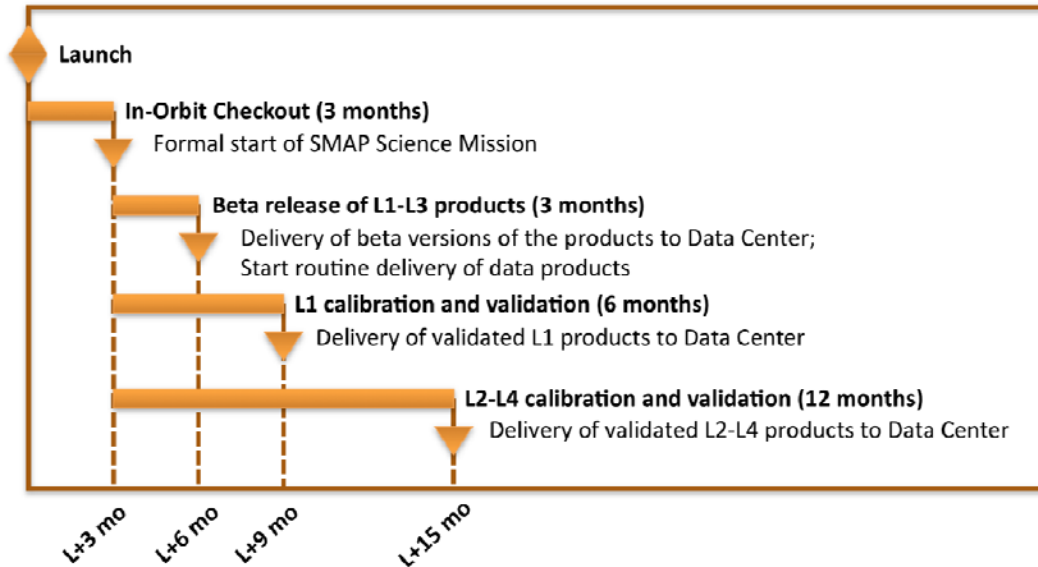 Launch
In-Orbit Checkout (3 months)
Formal start of SMAP Science Mission
Beta release of L1-L3 products (3 months)
Delivery of beta versions of the products to Data Center;
Start routine delivery of data products
L1 calibration and validation (6 months)
Delivery of validated L1 products to Data Center
L2-L4 calibration and validation (12 months)
Delivery of validated L2-L4 products to Data Center
L+3 mo
L+6 mo
L+9 mo
L+15 mo